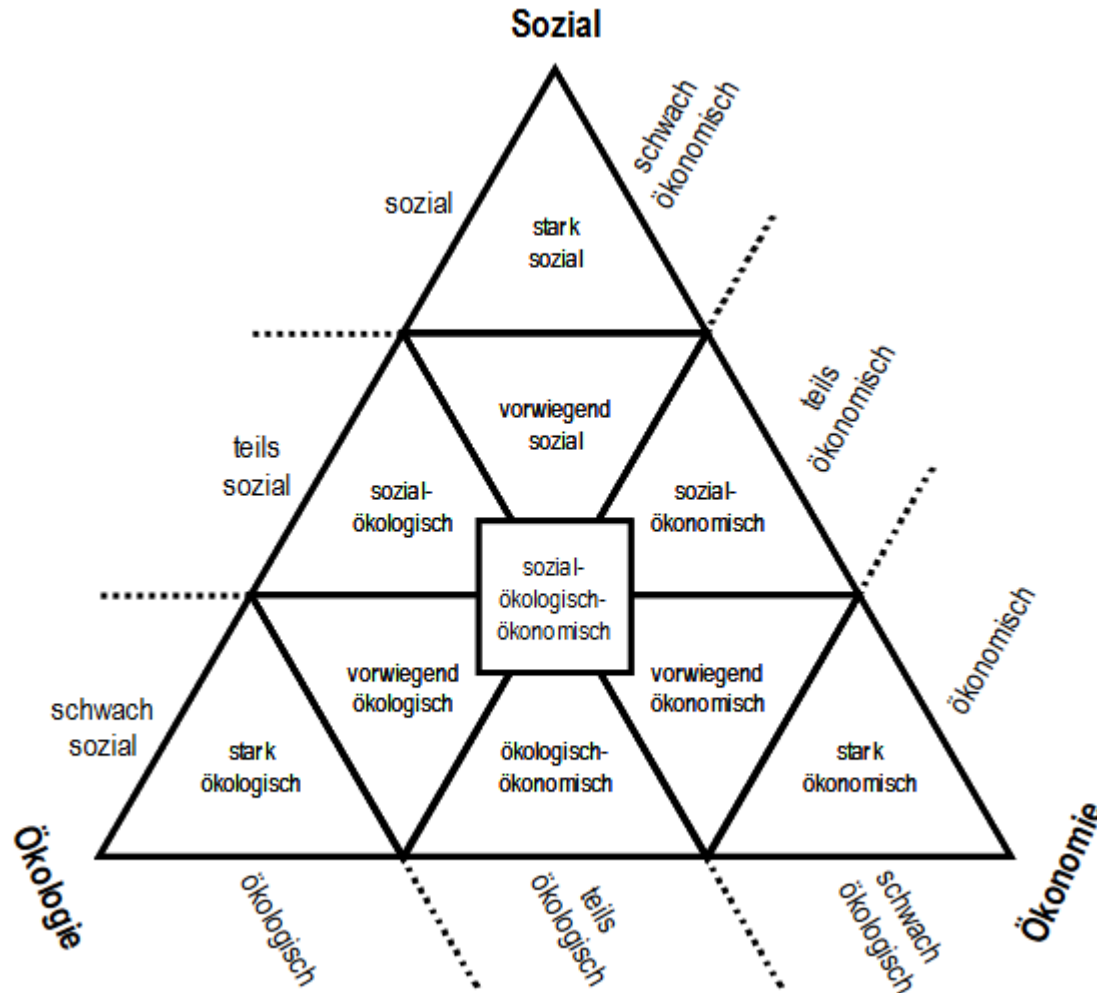 Sozial
schwach
ökonomisch
sozial
stark
sozial
teils
ökonomisch
vorwiegend
sozial
teils
sozial
sozial-
ökologisch
sozial-
ökonomisch
sozial-
ökologisch-
ökonomisch
ökonomisch
vorwiegend
ökologisch
vorwiegend
ökonomisch
schwach
sozial
stark
ökologisch
ökologisch-
ökonomisch
stark
ökonomisch
Ökologie
Ökonomie
ökologisch
teils
ökologisch
schwach
ökologisch